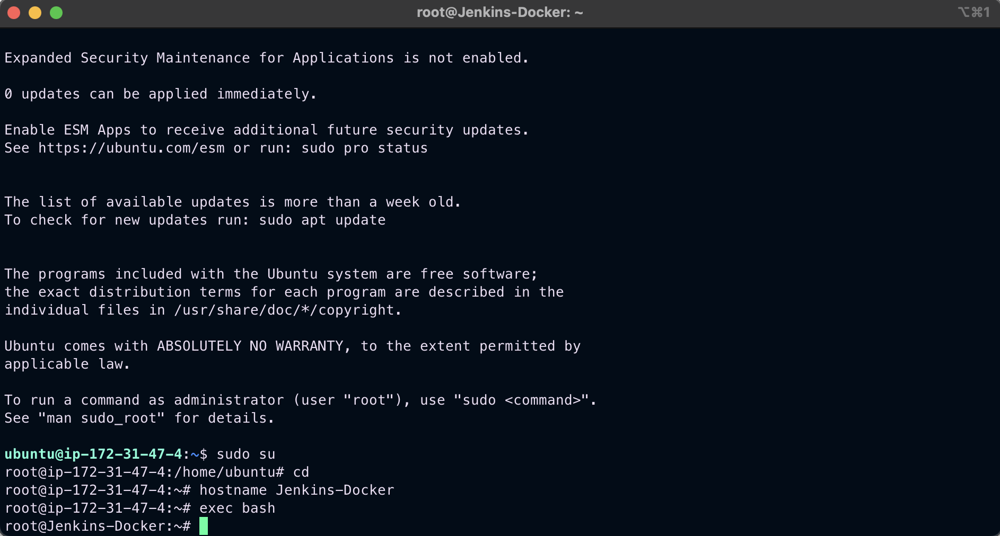 root@Jenkins-Docker: ~
⌥⌘1
Expanded Security Maintenance for Applications is not enabled.
0 updates can be applied immediately.
Enable ESM Apps to receive additional future security updates.
See https://ubuntu.com/esm or run: sudo pro status
The list of available updates is more than a week old.
To check for new updates run: sudo apt update
The programs included with the Ubuntu system are free software;
the exact distribution terms for each program are described in the
individual files in /usr/share/doc/*/copyright.
Ubuntu comes with ABSOLUTELY NO WARRANTY, to the extent permitted by
applicable law.
To run a command as administrator (user "root"), use "sudo <command>".
See "man sudo_root" for details.
ubuntu@ip-172-31-47-4:~$ sudo su
root@ip-172-31-47-4:/home/ubuntu# cd
root@ip-172-31-47-4:~# hostname Jenkins-Docker
root@ip-172-31-47-4:~# exec bash
root@Jenkins-Docker:~#